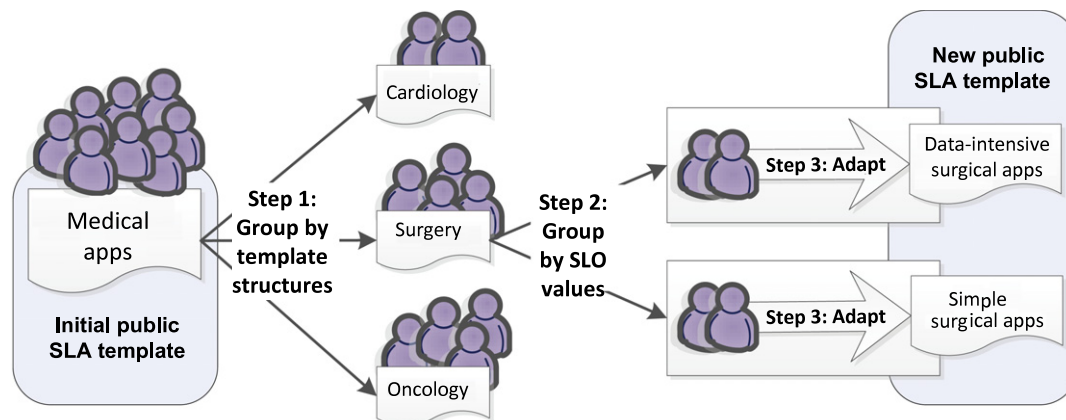 Medical
apps
Initial public
SLA template
Step 1:
Group by
template
structures
Cardiology
Surgery
Oncology
Step 2:
Group
by SLO
values
Step 3: Adapt
Step 3: Adapt
New public
SLA template
Data-intensive
surgical apps
Simple
surgical apps